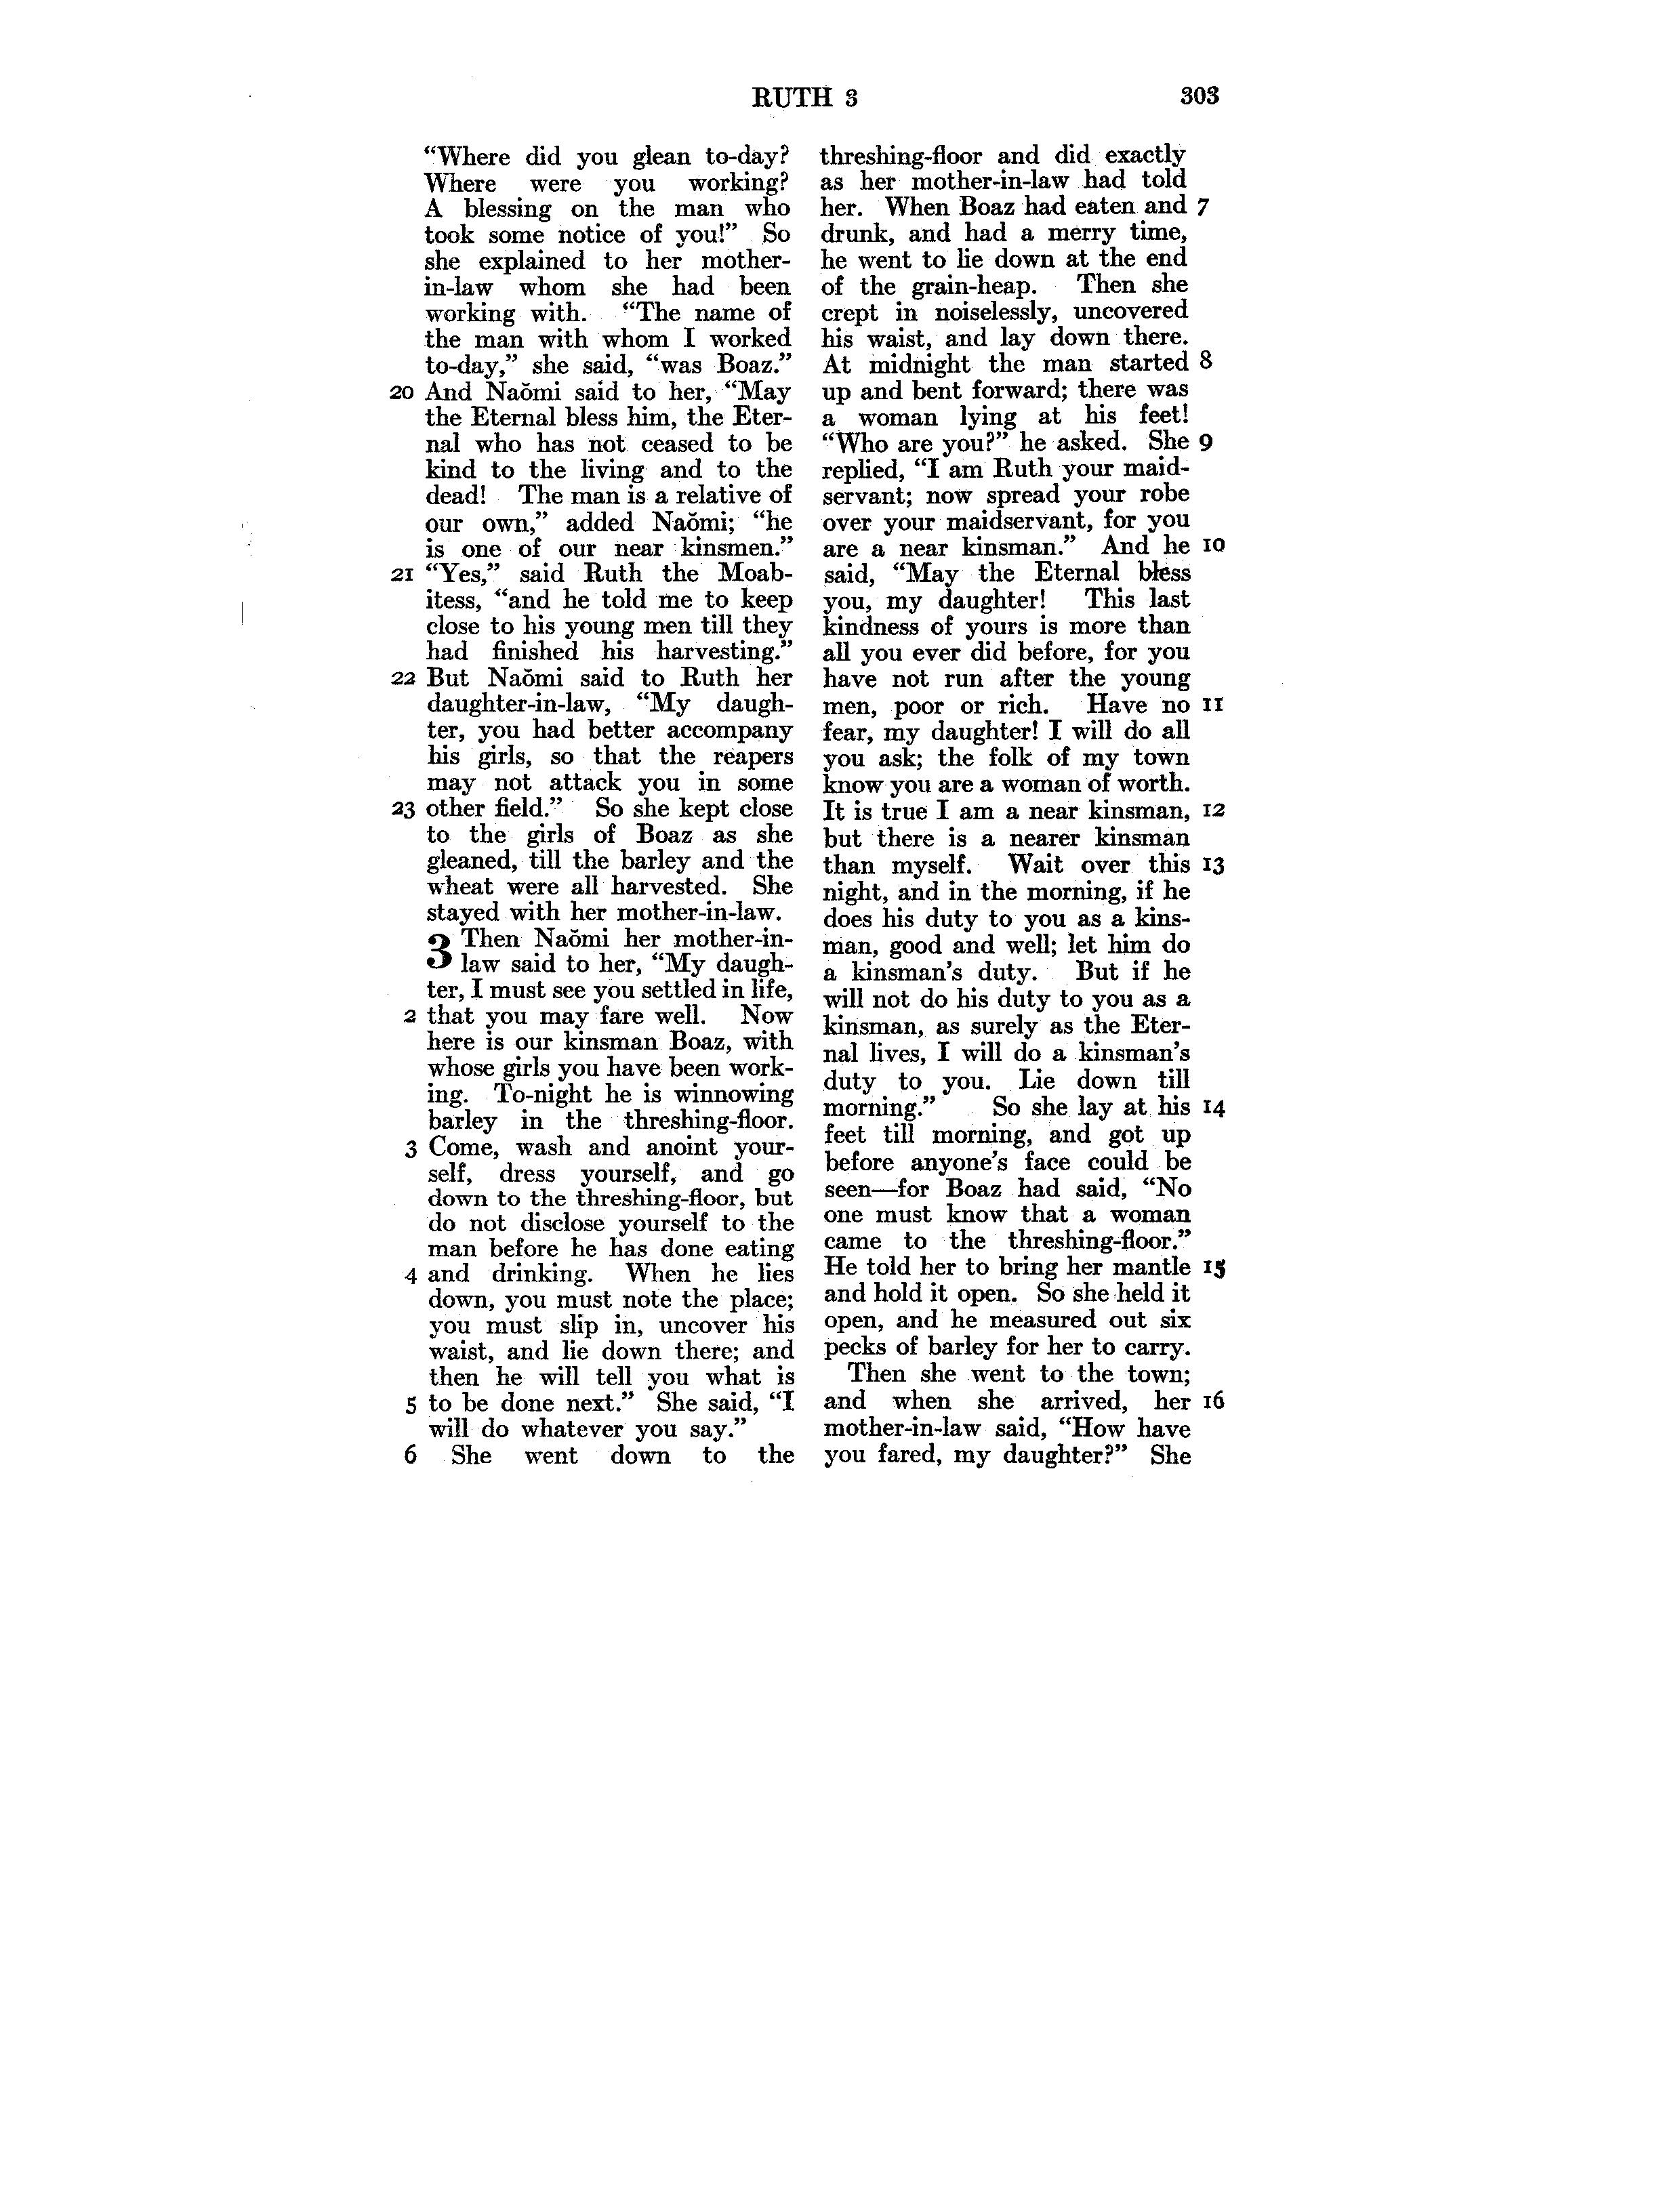 RUTH 3 303
"Where did you glean to-day?
Where were you working?
A blessing on the man who
took some notice of you!" So
she explained to her mother-
in-law whom she had been
working with. "The name of
the man with whom I worked
to-day," she said, "was Boaz."
20 And Naŏmi said to her, "May
the Eternal bless him, the Eter-
nal who has not ceased to be
kind to the living and to the
dead! The man is a relative of
our own," added Naŏmi; "he
is one of our near kinsmen."
21 "Yes," said Ruth the Moab-
itess, "and he told me to keep
close to his young men till they
had finished his harvesting."
22 But Naŏmi said to Ruth her
daughter-in-law, "My daugh-
ter, you had better accompany
his girls, so that the reapers
may not attack you in some
23 other field." So she kept close
to the girls of Boaz as she
gleaned, till the barley and the
wheat were all harvested. She
stayed with her mother-in-law.
3 Then Naŏmi her mother-in-
law said to her, "My daugh-
ter, I must see you settled in life,
2 that you may fare well. Now
here is our kinsman Boaz, with
whose girls you have been work-
ing. To-night he is winnowing
barley in the threshing-floor.
3 Come, wash and anoint your-
self, dress yourself, and go
down to the threshing-floor, but
do not disclose yourself to the
man before he has done eating
4 and drinking. When he lies
down, you must note the place;
you must slip in, uncover his
waist, and lie down there; and
then he will tell you what is
5 to be done next." She said, "I
will do whatever you say."
6 She went down to the
threshing-floor and did exactly
as her mother-in-law had told
her. When Boaz had eaten and 7
drunk, and had a merry time,
he went to lie down at the end
of the grain-heap. Then she
crept in noiselessly, uncovered
his waist, and lay down there.
At midnight the man started 8
up and bent forward; there was
a woman lying at his feet!
"Who are you?" he asked. She 9
replied, "I am Ruth your maid-
servant; now spread your robe
over your maidservant, for you
are a near kinsman." And he 10
said, "May the Eternal bless
you, my daughter! This last
kindness of yours is more than
all you ever did before, for you
have not run after the young
men, poor or rich. Have no 11
fear, my daughter! I will do all
you ask; the folk of my town
know you are a woman of worth.
It is true I am a near kinsman, 12
but there is a nearer kinsman
than myself. Wait over this 13
night, and in the morning, if he
does his duty to you as a kins-
man, good and well; let him do
a kinsman's duty. But if he
will not do his duty to you as a
kinsman, as surely as the Eter-
nal lives, I will do a kinsman's
duty to you. Lie down till
morning." So she lay at his 14
feet till morning, and got up
before anyone's face could be
seen—for Boaz had said, "No
one must know that a woman
came to the threshing-floor."
He told her to bring her mantle 15
and hold it open. So she held it
open, and he measured out six
pecks of barley for her to carry.
Then she went to the town;
and when she arrived, her 16
mother-in-law said, "How have
you fared, my daughter?" She